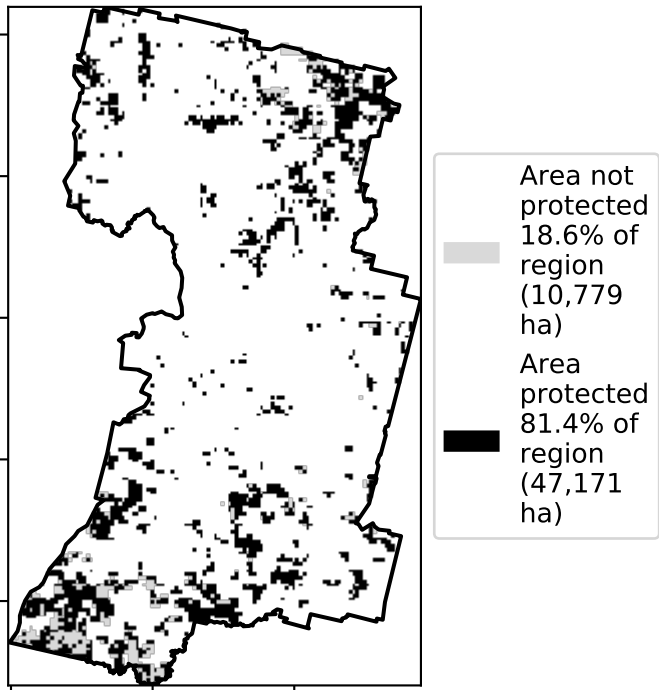 Area not
protected
18.6% of
region
(10,779
ha)
Area
protected
81.4% of
region
(47,171
ha)